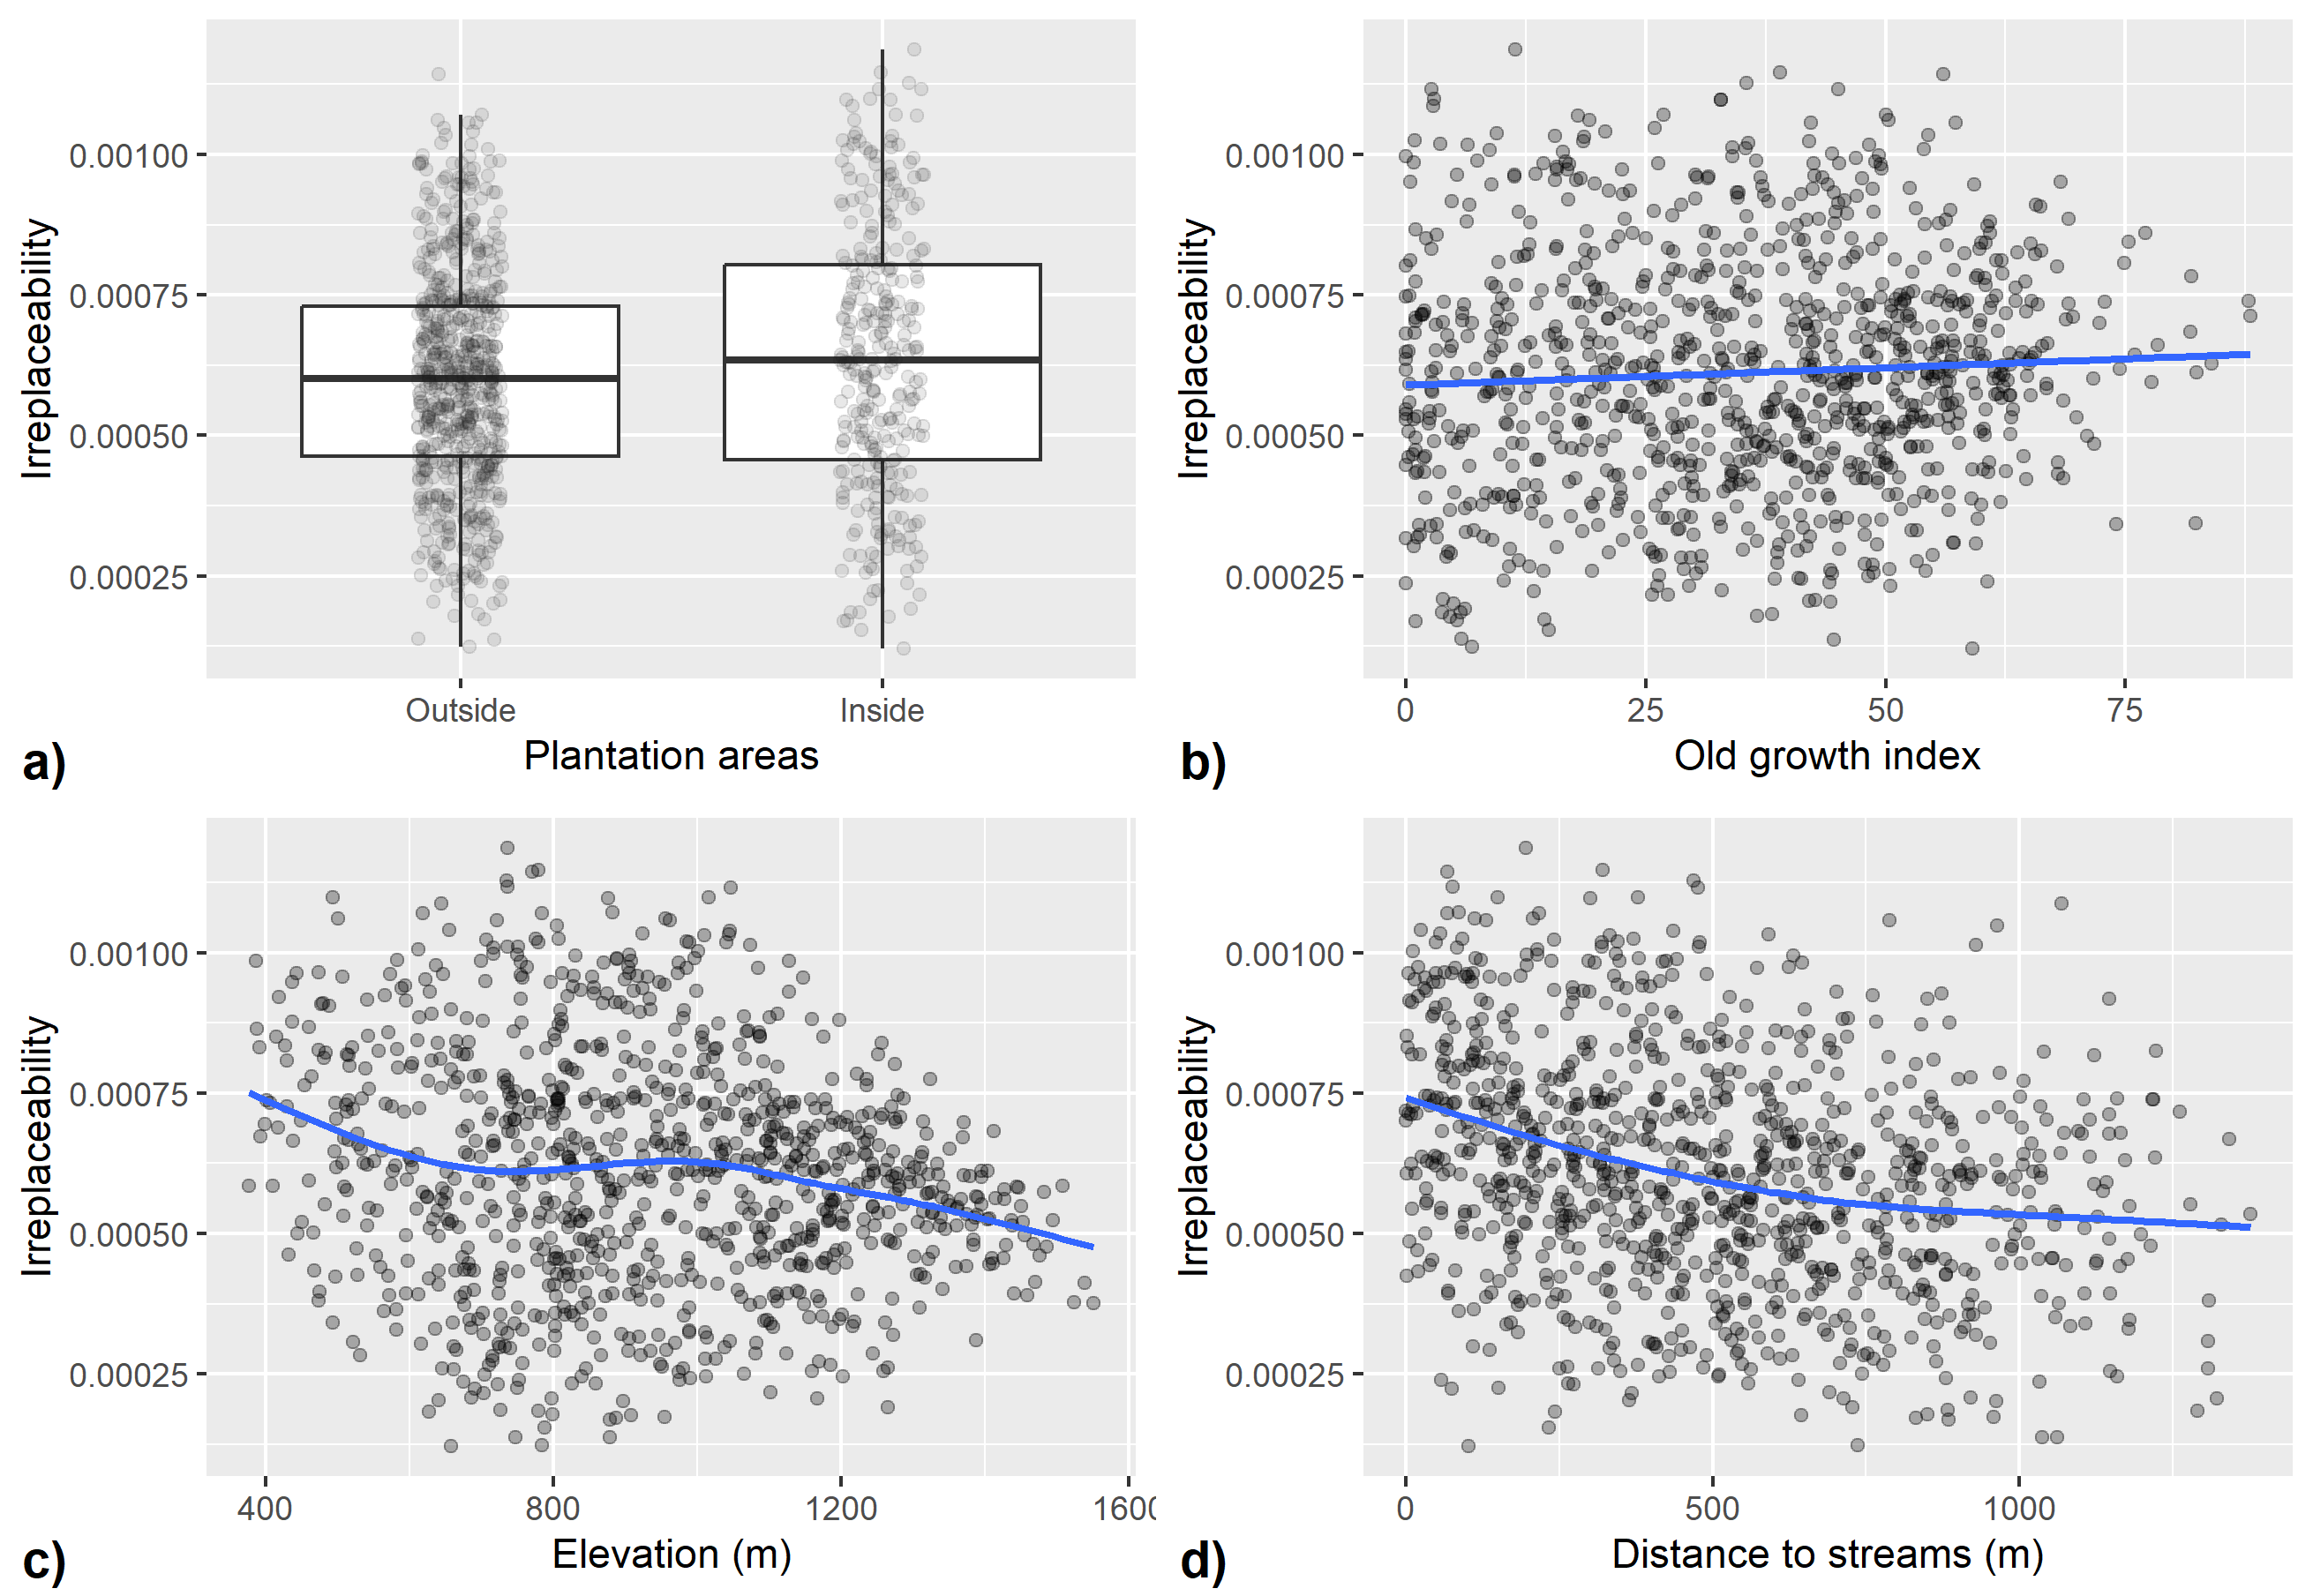 Irreplaceability
0.00100
0.00075
0.00050
0.00025
Outside Inside
Plantation areas
a)
Irreplaceability
0.00100
0.00075
0.00050
0.00025
0 25 50 75
Old growth index
b)
Irreplaceability
0.00100
0.00075
0.00050
0.00025
400 800 1200 1600
Elevation (m)
c)
Irreplaceability
0.00100
0.00075
0.00050
0.00025
0 500 1000
Distance to streams (m)
d)